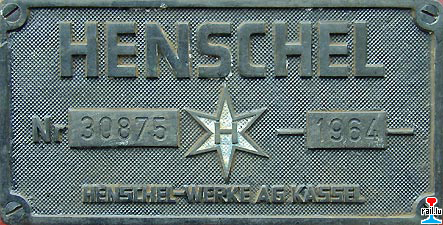 HENSCHEL
Nr 30875 H 1964
HENSCHEL-WERKE AG KASSEL
rail.lu